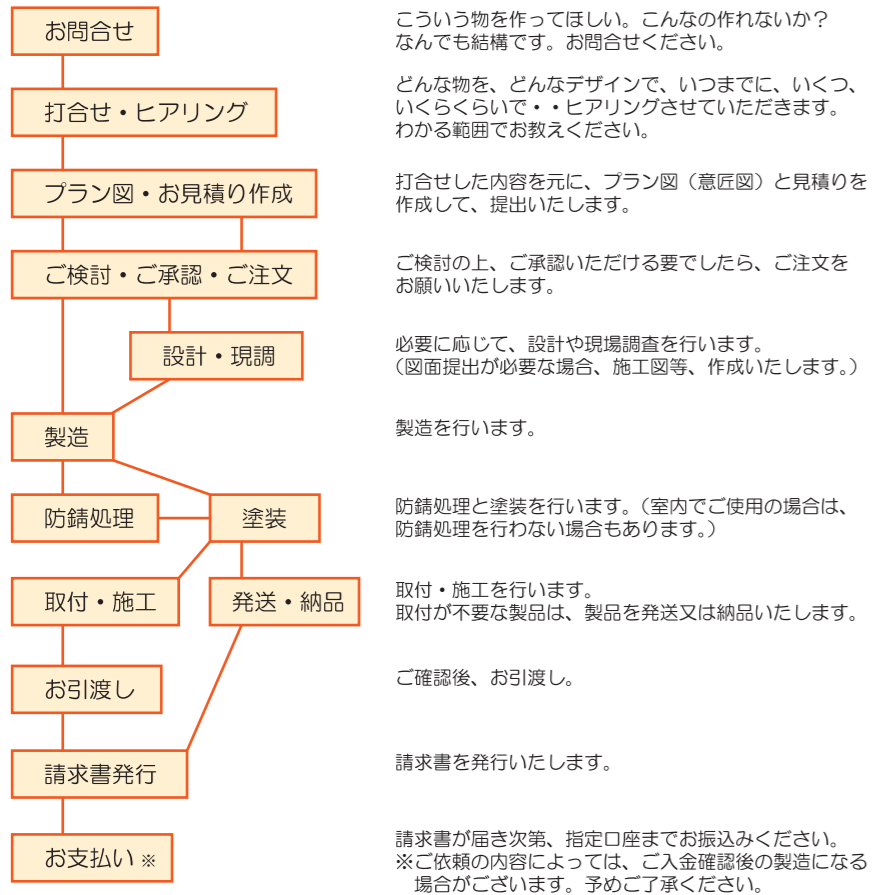 お問合せ
こういう物を作ってほしい。こんなの作れないか?
なんでも結構です。お問合せください。
打合せ・ヒアリング
どんな物を、どんなデザインで、いつまでに、いくつ、
いくらくらいで・・ヒアリングさせていただきます。
わかる範囲でお教えください。
プラン図・お見積り作成
打合せした内容を元に、プラン図(意匠図)と見積りを
作成して、提出いたします。
ご検討・ご承認・ご注文
ご検討の上、ご承認いただける要でしたら、ご注文を
お願いいたします。
設計・現調
必要に応じて、設計や現場調査を行います。
(図面提出が必要な場合、施工図等、作成いたします。)
製造
製造を行います。
防錆処理
塗装
防錆処理と塗装を行います。(室内でご使用の場合は、
防錆処理を行わない場合もあります。)
取付・施工
発送・納品
取付・施工を行います。
取付が不要な製品は、製品を発送又は納品いたします。
お引渡し
ご確認後、お引渡し。
請求書発行
請求書を発行いたします。
お支払い※
請求書が届き次第、指定口座までお振込みください。
※ご依頼の内容によっては、ご入金確認後の製造になる
場合がございます。予めご了承ください。